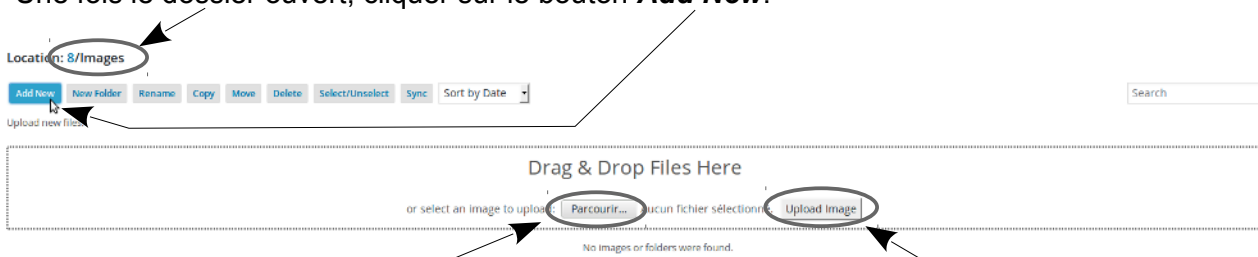 Une fois le dossier ouvert, cliquer sur le bouton Add New.
Location: 8/Images
Add New New Folder Rename Copy Move Delete Select/Unselect Sync Sort by Date Search
Upload new files.
Drag & Drop Files Here
or select an image to upload: Parcourir... aucun fichier sélectionné. Upload Image
No images or folders were found.